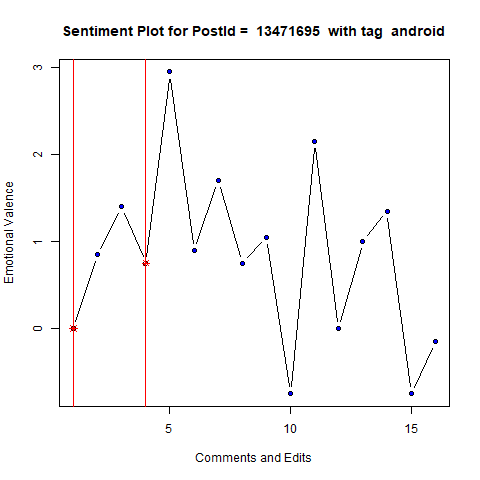 Sentiment Plot for PostId =  13471695  with tag  android
3
2
1
0
Emotional Valence
5
10
15
Comments and Edits